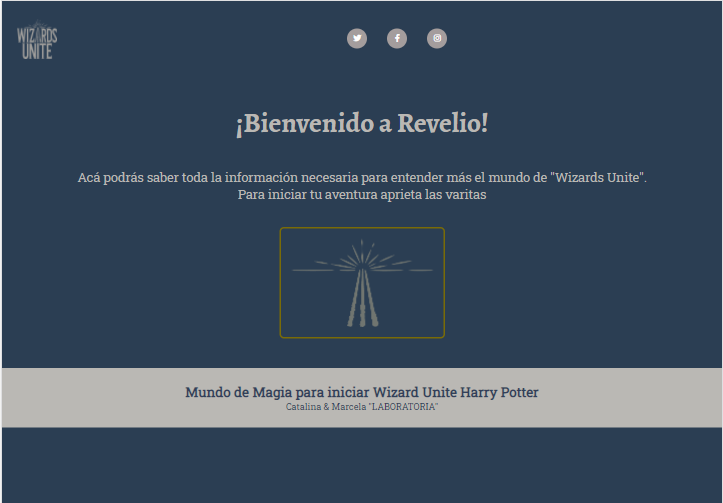 WIZARDS
UNITE
¡Bienvenido a Revelio!
Acá podrás saber toda la información necesaria para entender más el mundo de "Wizards Unite".
Para iniciar tu aventura aprieta las varitas
Mundo de Magia para iniciar Wizard Unite Harry Potter
Catalina & Marcela "LABORATORIA"